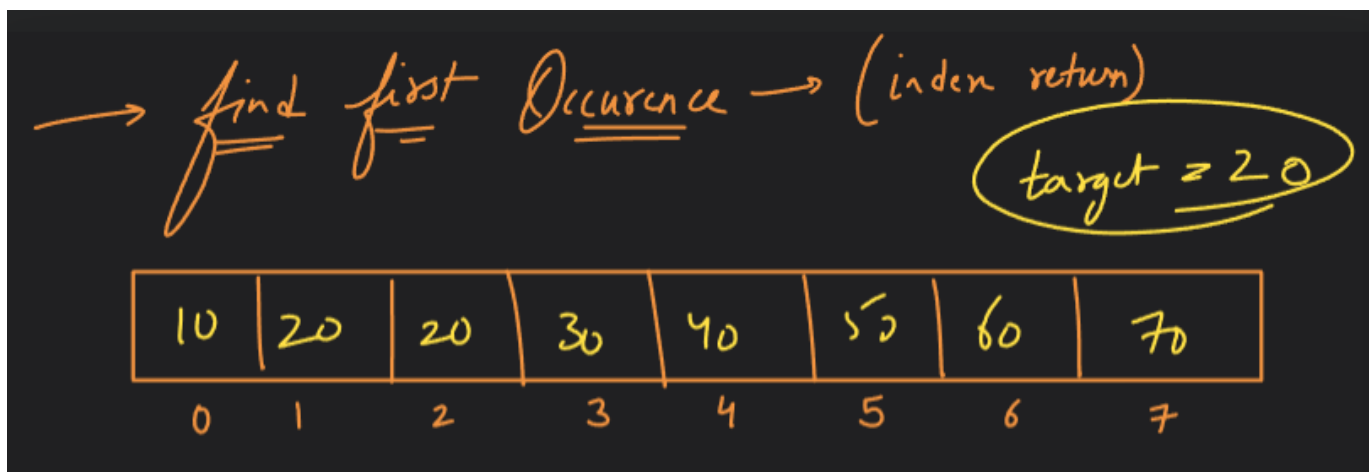 → find first Occurence → (index return)
target = 20
10 20 20 30 40 50 60 70
0 1 2 3 4 5 6 7